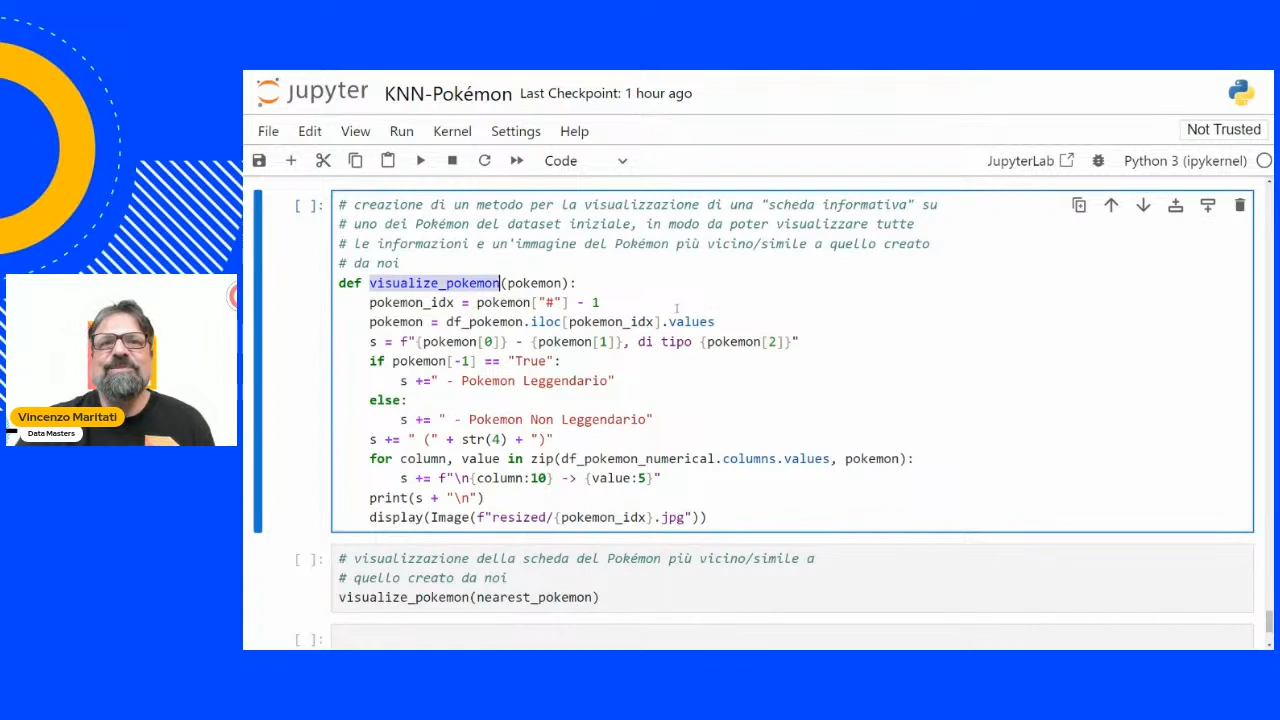 jupyter KNN-Pokémon Last Checkpoint: 1 hour ago
File Edit View Run Kernel Settings Help Not Trusted
Code JupyterLab Python 3 (ipykernel)
[ ]: # creazione di un metodo per la visualizzazione di una "scheda informativa" su
# uno dei Pokémon del dataset iniziale, in modo da poter visualizzare tutte
# le informazioni e un'immagine del Pokémon più vicino/simile a quello creato
# da noi
def visualize_pokemon(pokemon):
    pokemon_idx = pokemon["#"] - 1
    pokemon = df_pokemon.iloc[pokemon_idx].values
    s = f"{pokemon[0]} - {pokemon[1]}, di tipo {pokemon[2]}"
    if pokemon[-1] == "True":
        s +=" - Pokemon Leggendario"
    else:
        s += " - Pokemon Non Leggendario"
    s += " (" + str(4) + ")"
    for column, value in zip(df_pokemon_numerical.columns.values, pokemon):
        s += f"\n{column:10} -> {value:5}"
    print(s + "\n")
    display(Image(f"resized/{pokemon_idx}.jpg"))
[ ]: # visualizzazione della scheda del Pokémon più vicino/simile a
# quello creato da noi
visualize_pokemon(nearest_pokemon)
[ ]:
Vincenzo Maritati
Data Masters